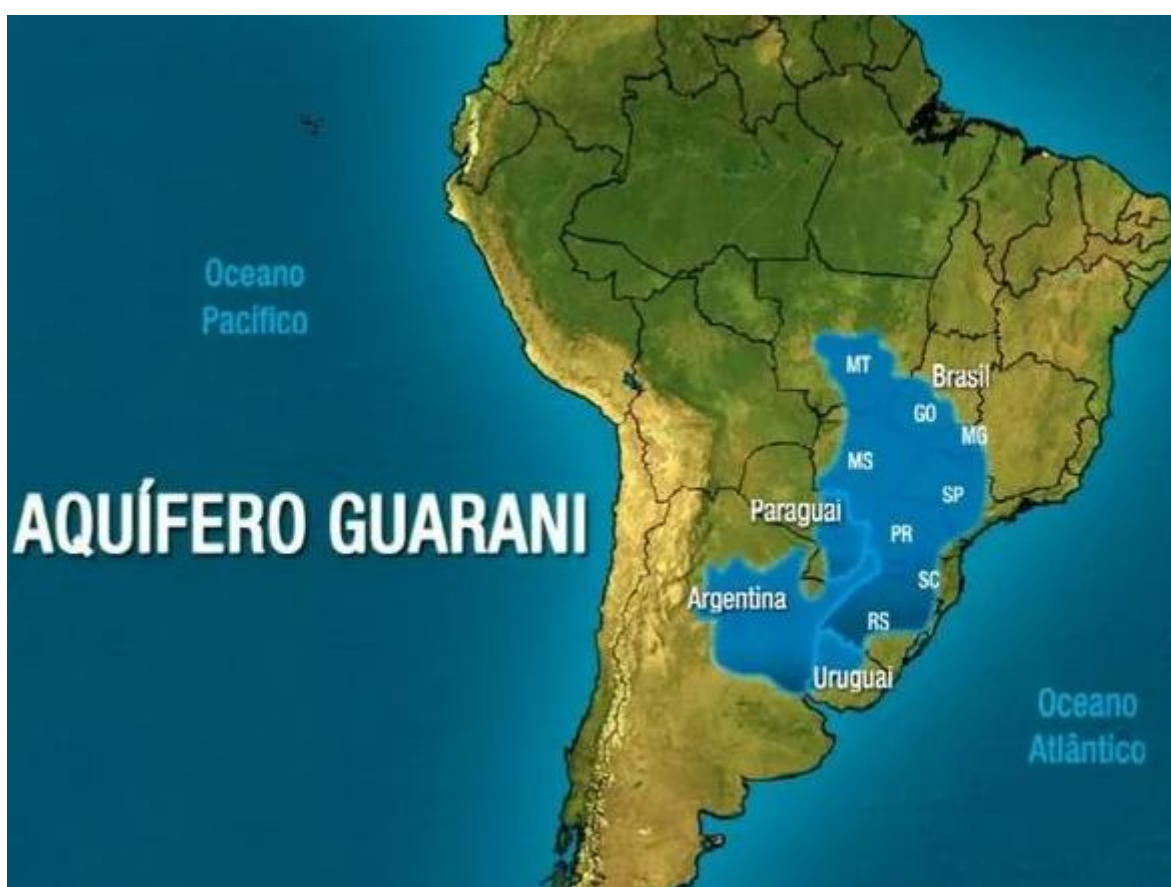 Oceano
Pacífico
AQUÍFERO GUARANI
MT
Brasil
GO
MG
MS
SP
Paraguai
PR
SC
Argentina
RS
Uruguai
Oceano
Atlântico